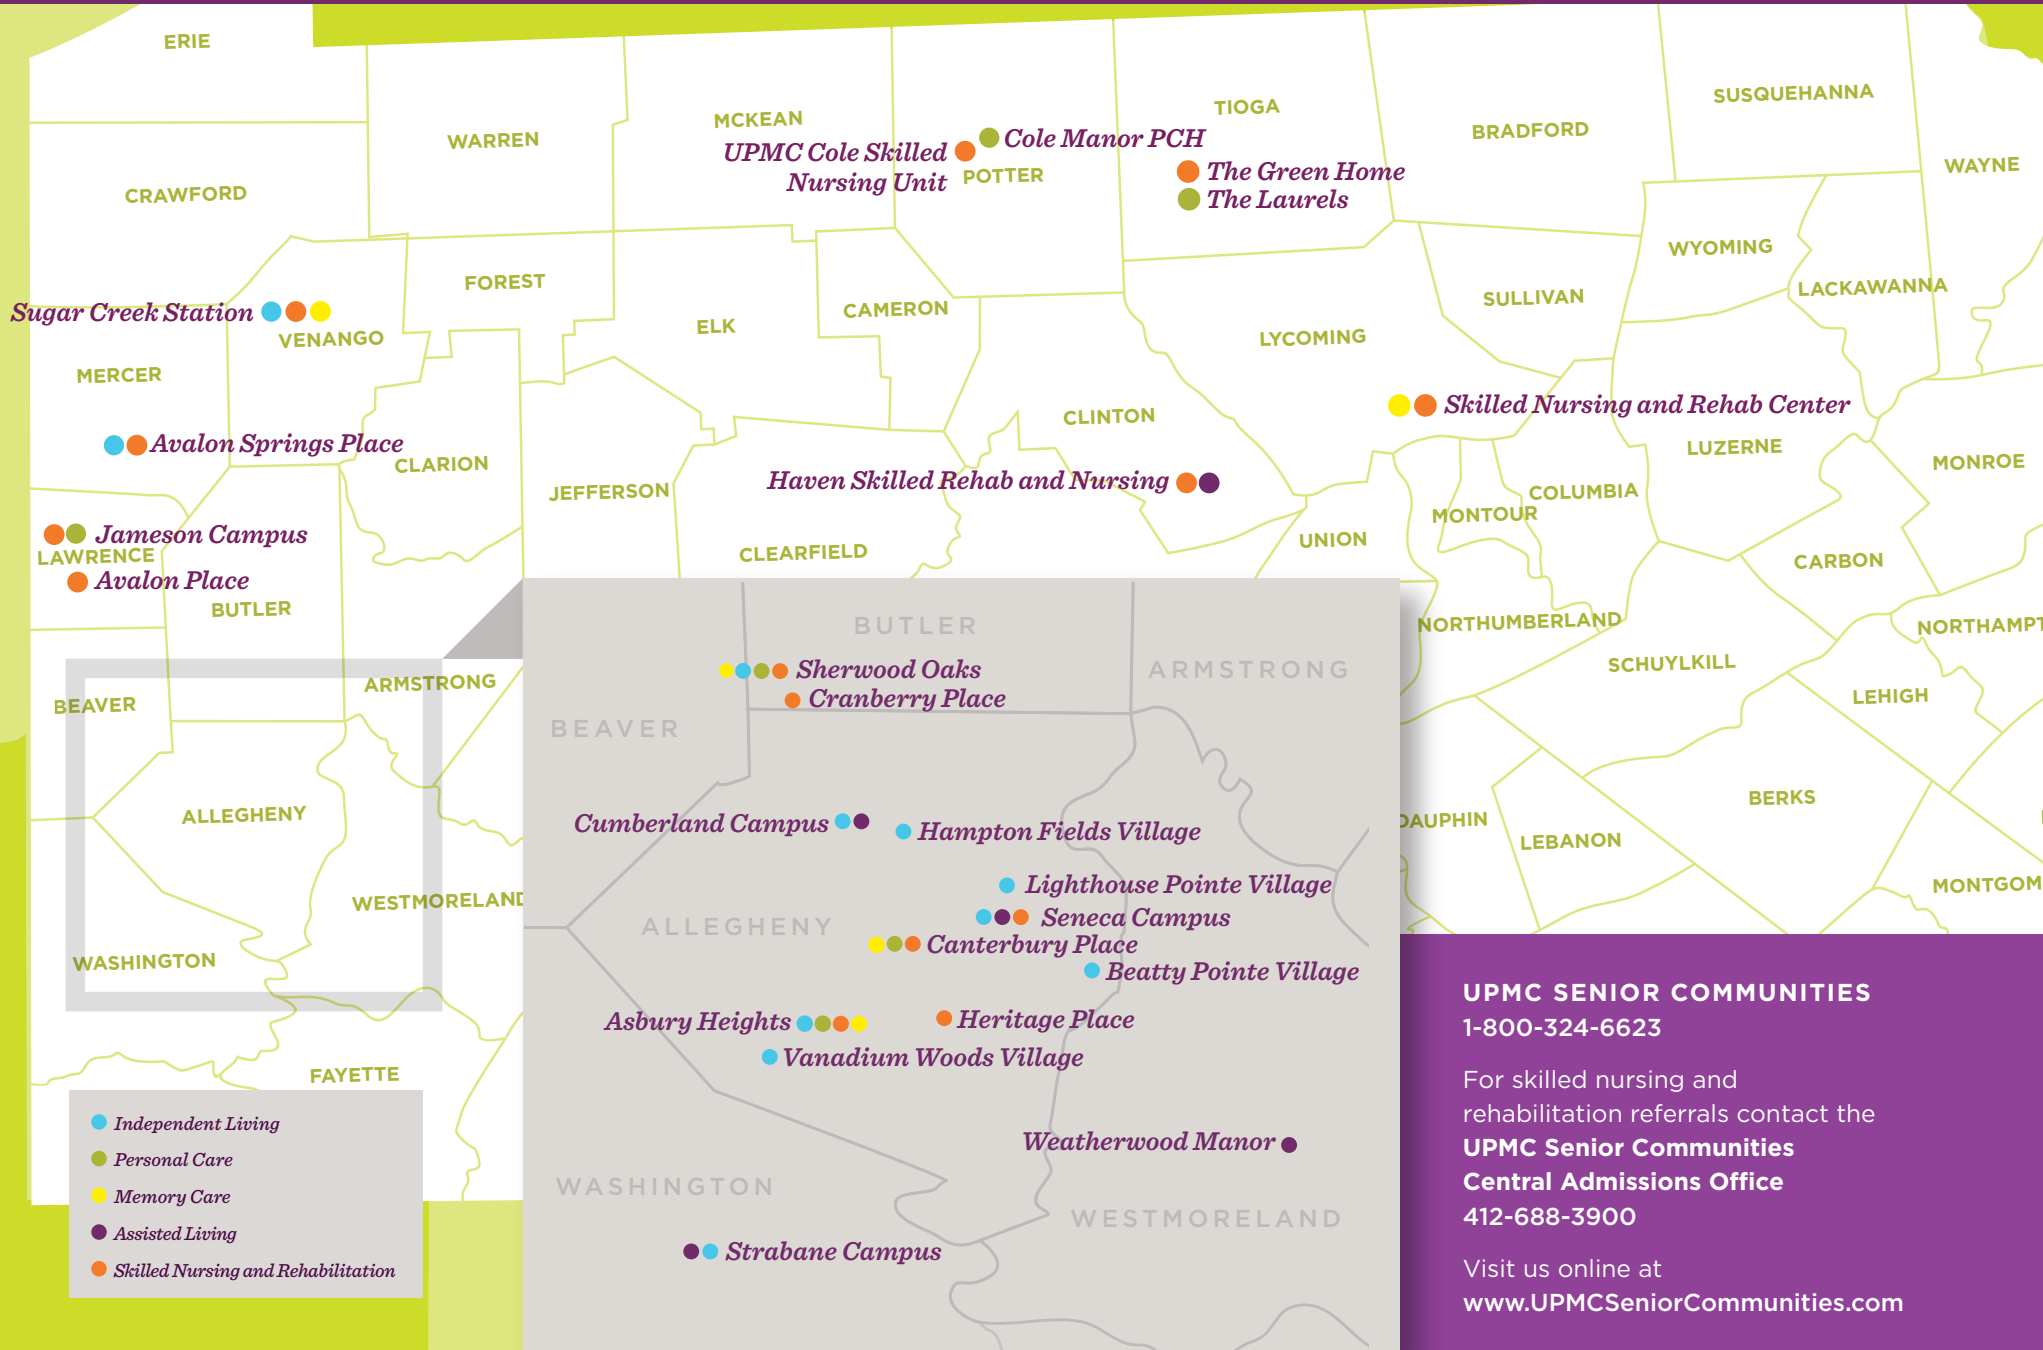 ERIE
SUSQUEHANNA
MCKEAN
TIOGA
WARREN
BRADFORD
Cole Manor PCH
UPMC Cole Skilled
Nursing Unit
POTTER
The Green Home
The Laurels
WAYNE
CRAWFORD
WYOMING
FOREST
LACKAWANNA
SULLIVAN
Sugar Creek Station
VENANGO
CAMERON
ELK
LYCOMING
MERCER
Skilled Nursing and Rehab Center
CLINTON
Avalon Springs Place
CLARION
LUZERNE
MONROE
Haven Skilled Rehab and Nursing
JEFFERSON
COLUMBIA
MONTOUR
Jameson Campus
LAWRENCE
UNION
CLEARFIELD
CARBON
Avalon Place
BUTLER
NORTHUMBERLAND
NORTHAMPT
SCHUYLKILL
ARMSTRONG
BEAVER
LEHIGH
ALLEGHENY
BERKS
DAUPHIN
LEBANON
WESTMORELAND
MONTGOM
WASHINGTON
FAYETTE
BUTLER
Sherwood Oaks
ARMSTRONG
Cranberry Place
BEAVER
Cumberland Campus
Hampton Fields Village
Lighthouse Pointe Village
Seneca Campus
ALLEGHENY
Canterbury Place
Beatty Pointe Village
Asbury Heights
Heritage Place
Vanadium Woods Village
Weatherwood Manor
WASHINGTON
WESTMORELAND
Strabane Campus
Independent Living
Personal Care
Memory Care
Assisted Living
Skilled Nursing and Rehabilitation
UPMC SENIOR COMMUNITIES
1-800-324-6623
For skilled nursing and
rehabilitation referrals contact the
UPMC Senior Communities
Central Admissions Office
412-688-3900
Visit us online at
www.UPMCSeniorCommunities.com